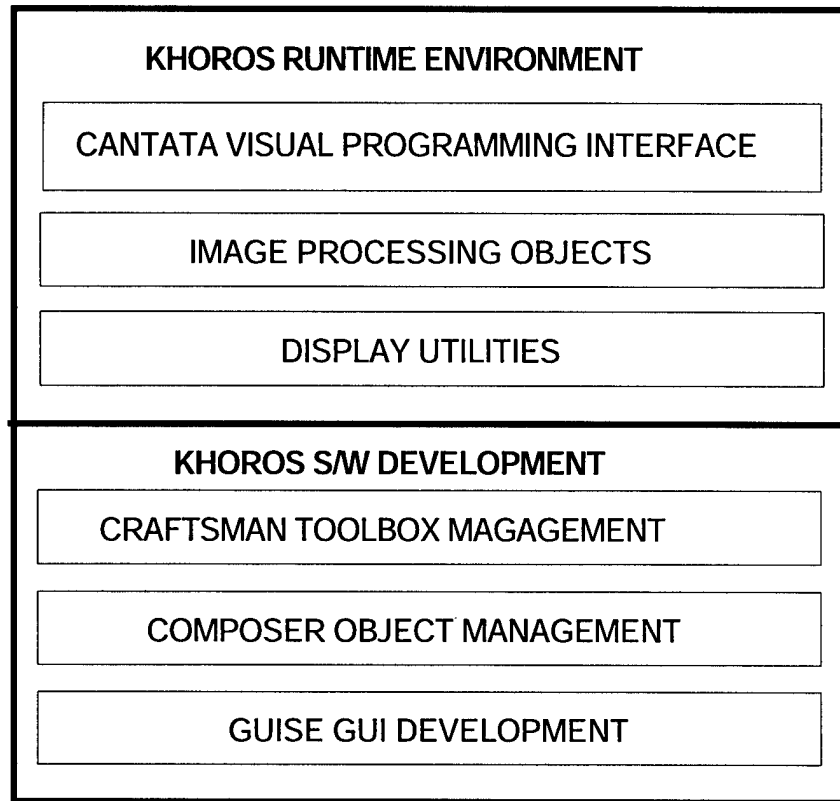 KHOROS RUNTIME ENVIRONMENT
CANTATA VISUAL PROGRAMMING INTERFACE
IMAGE PROCESSING OBJECTS
DISPLAY UTILITIES
KHOROS S/W DEVELOPMENT
CRAFTSMAN TOOLBOX MAGAGEMENT
COMPOSER OBJECT MANAGEMENT
GUISE GUI DEVELOPMENT